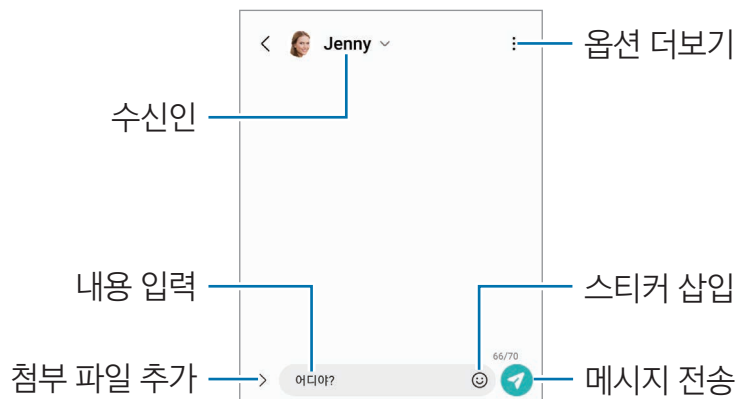 Jenny
옵션 더보기
수신인
내용 입력
스티커 삽입
66/70
첨부 파일 추가
어디야?
메시지 전송